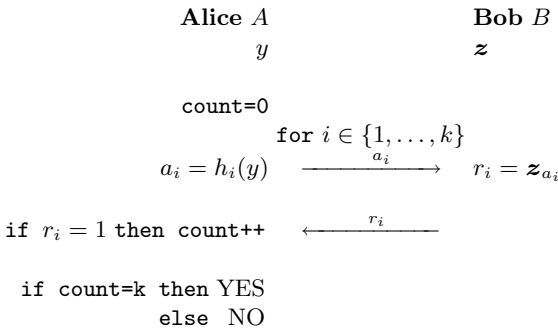 Alice A Bob B
y z
count=0
for i ∈ {1, . . . , k}
a_i = h_i(y) a_i r_i = z_{a_i}
if r_i = 1 then count++ r_i
if count=k then YES
else NO